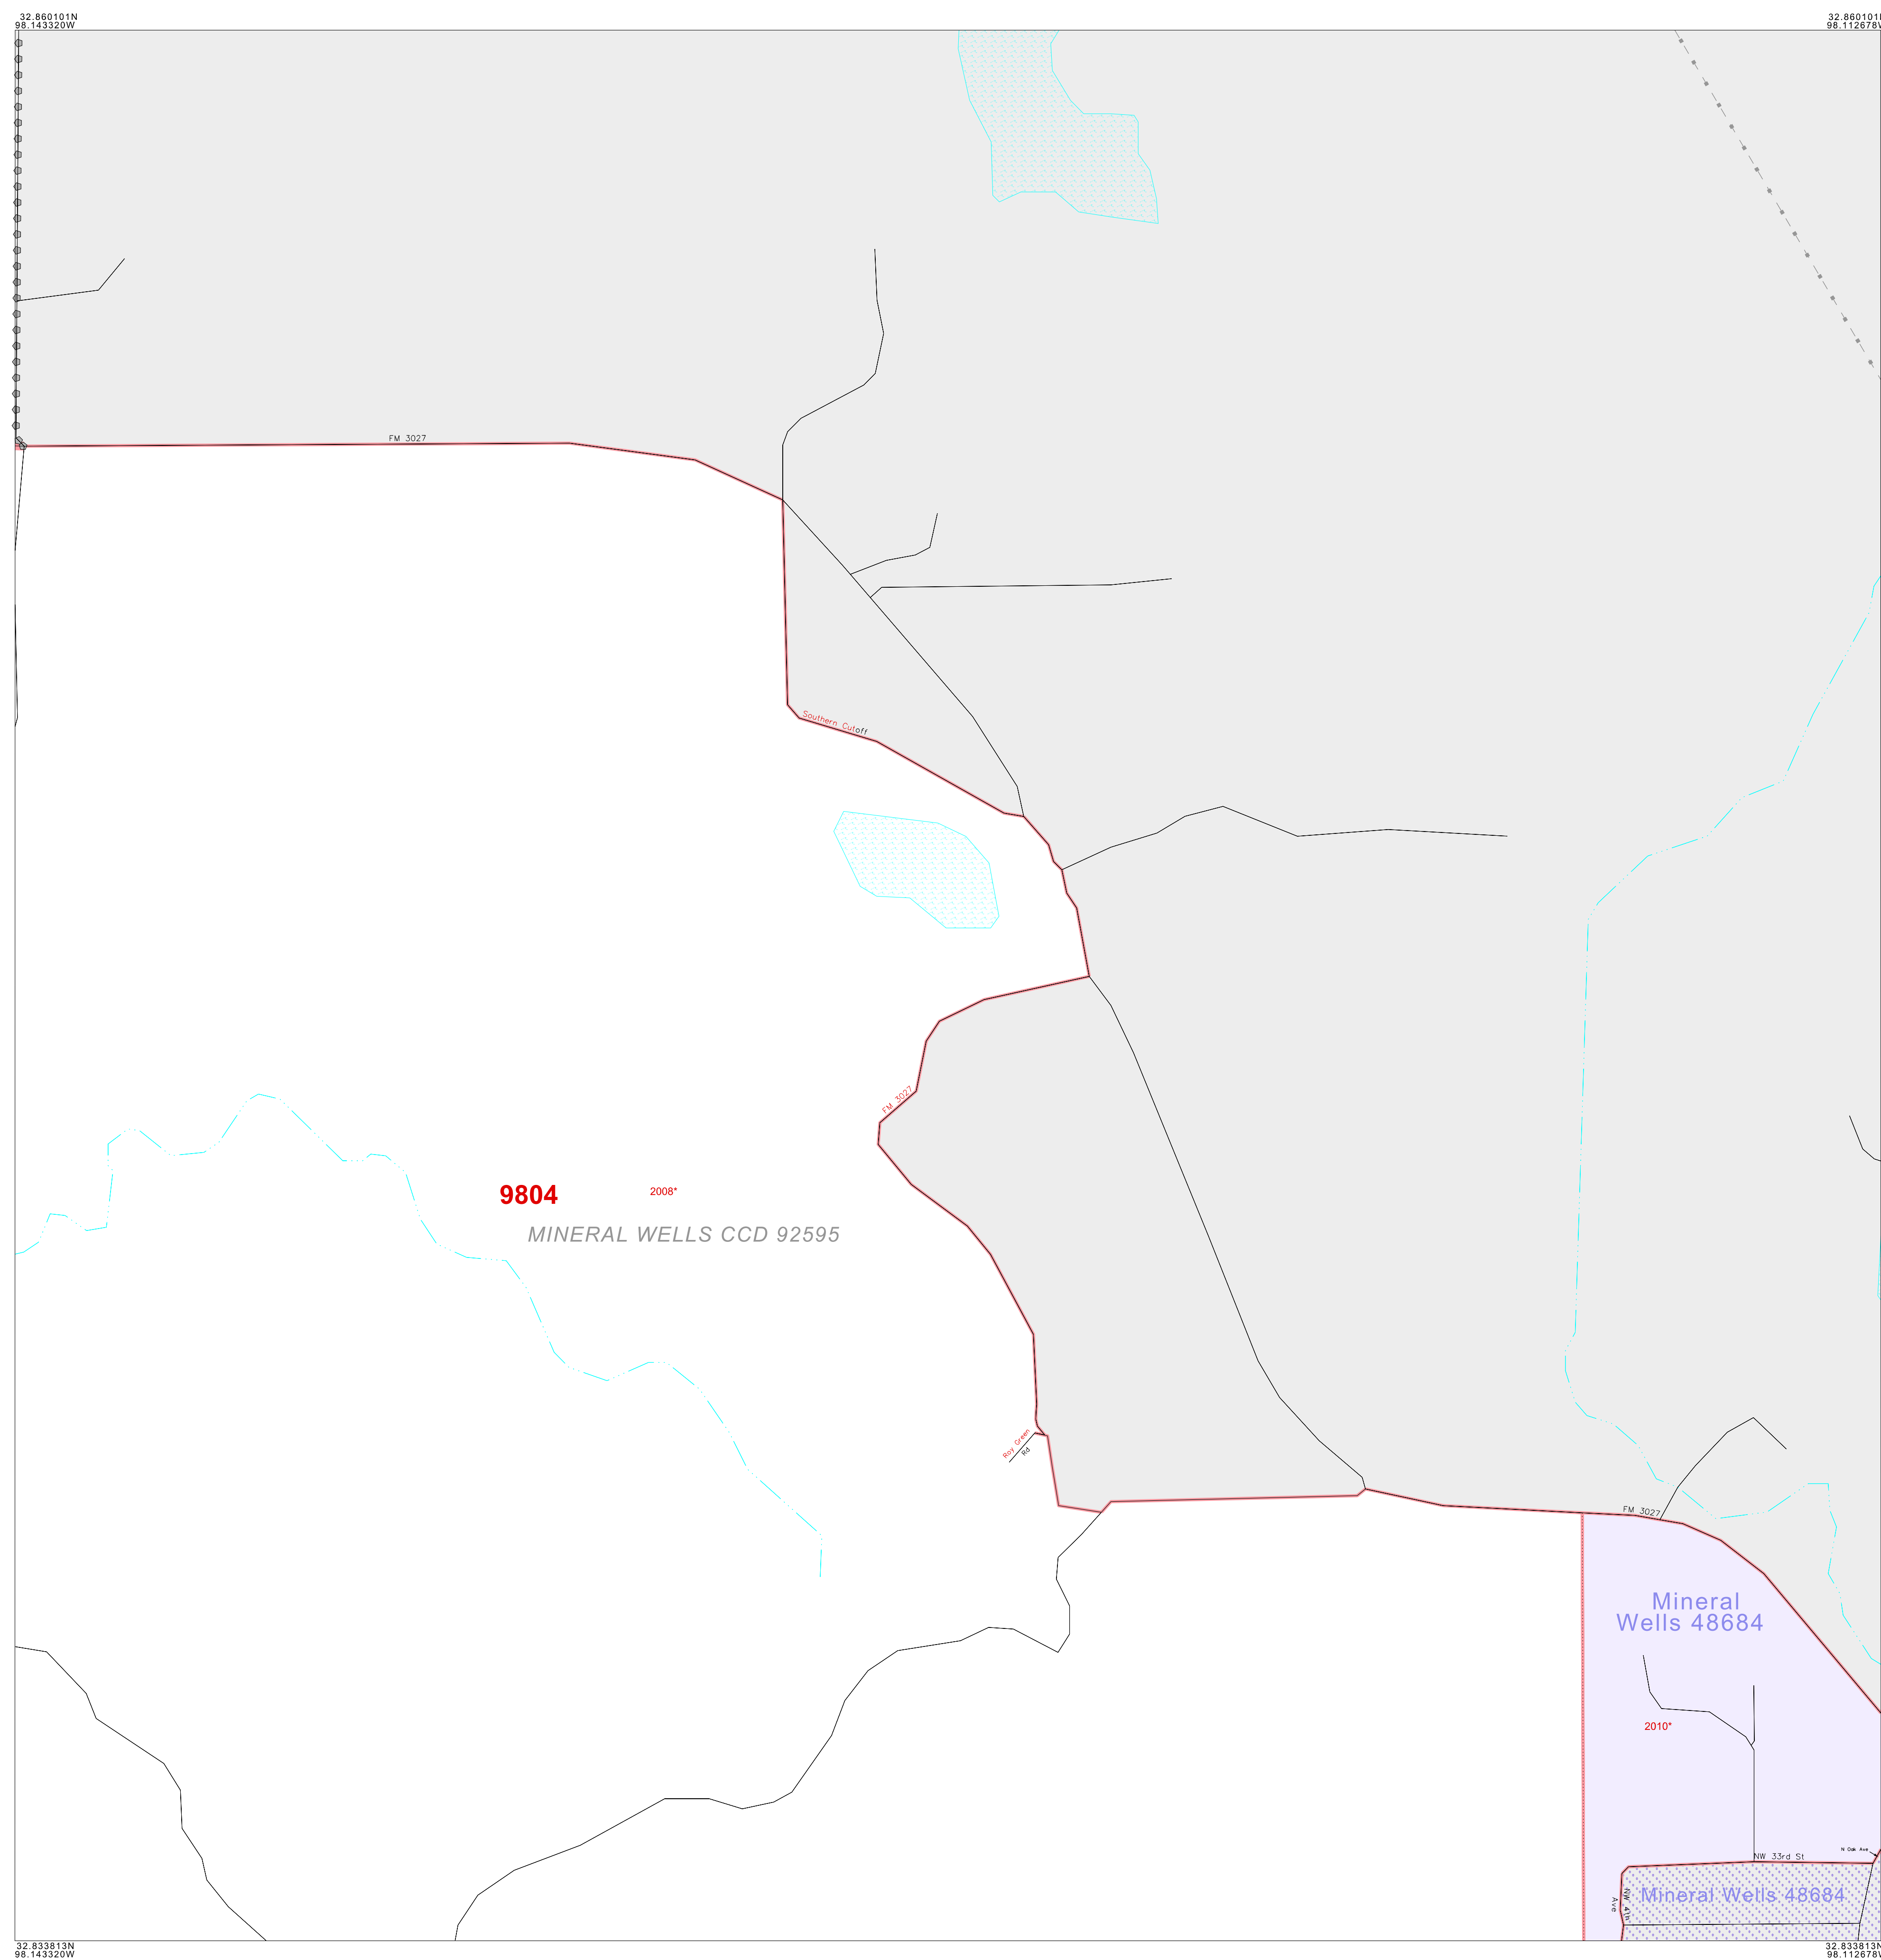 32.860101N
98.143320W
32.860101N
98.112678W
FM 3027
Southern Cutoff
FM 3027
9804
2008*
MINERAL WELLS CCD 92595
Roy Green
Rd
FM 3027
Mineral
Wells 48684
2010*
N Oak Ave
NW 33rd St
Mineral Wells 48684
NW 4th
Ave
32.833813N
98.143320W
32.833813N
98.112678W